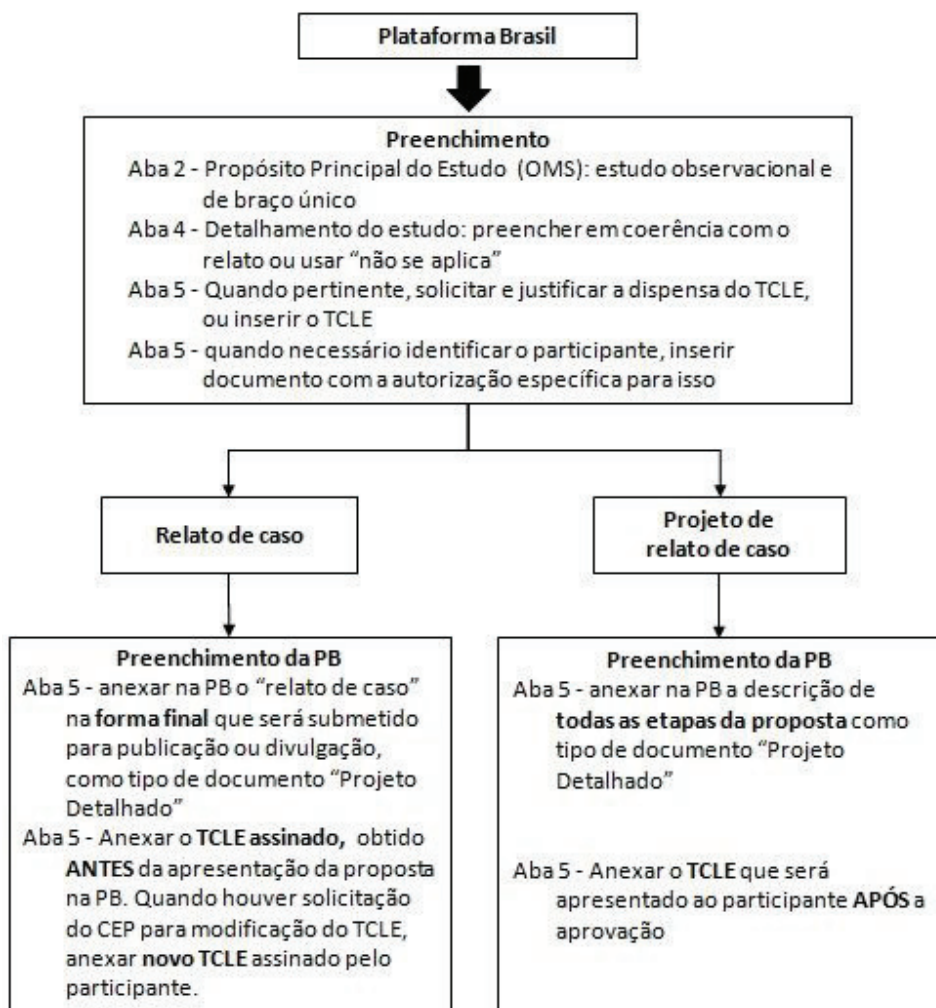 Plataforma Brasil
Preenchimento
Aba 2 - Propósito Principal do Estudo (OMS): estudo observacional e
de braço único
Aba 4 - Detalhamento do estudo: preencher em coerência com o
relato ou usar “não se aplica”
Aba 5 - Quando pertinente, solicitar e justificar a dispensa do TCLE,
ou inserir o TCLE
Aba 5 - quando necessário identificar o participante, inserir
documento com a autorização específica para isso
Relato de caso
Projeto de
relato de caso
Preenchimento da PB
Aba 5 - anexar na PB o “relato de caso”
na forma final que será submetido
para publicação ou divulgação,
como tipo de documento “Projeto
Detalhado”
Aba 5 - Anexar o TCLE assinado, obtido
ANTES da apresentação da proposta
na PB. Quando houver solicitação
do CEP para modificação do TCLE,
anexar novo TCLE assinado pelo
participante.
Preenchimento da PB
Aba 5 - anexar na PB a descrição de
todas as etapas da proposta como
tipo de documento “Projeto
Detalhado”
Aba 5 - Anexar o TCLE que será
apresentado ao participante APÓS a
aprovação